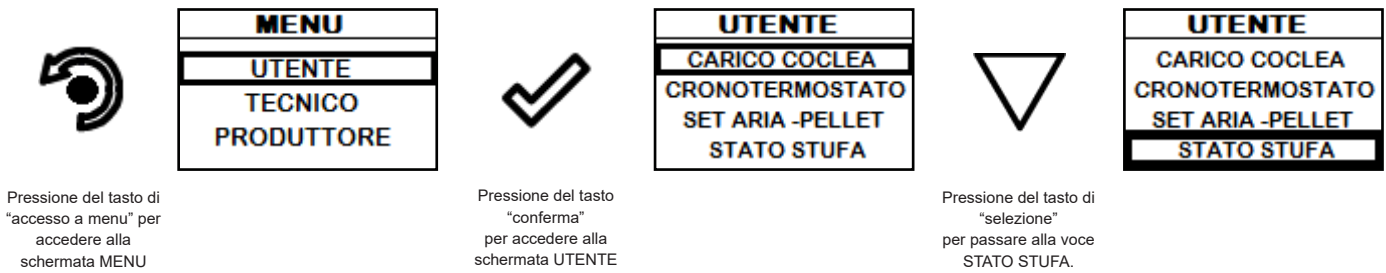 MENU
UTENTE
TECNICO
PRODUTTORE
Pressione del tasto di
“accesso a menu” per
accedere alla
schermata MENU
UTENTE
CARICO COCLEA
CRONOTERMOSTATO
SET ARIA -PELLET
STATO STUFA
Pressione del tasto
“conferma”
per accedere alla
schermata UTENTE
UTENTE
CARICO COCLEA
CRONOTERMOSTATO
SET ARIA -PELLET
STATO STUFA
Pressione del tasto di
“selezione”
per passare alla voce
STATO STUFA.